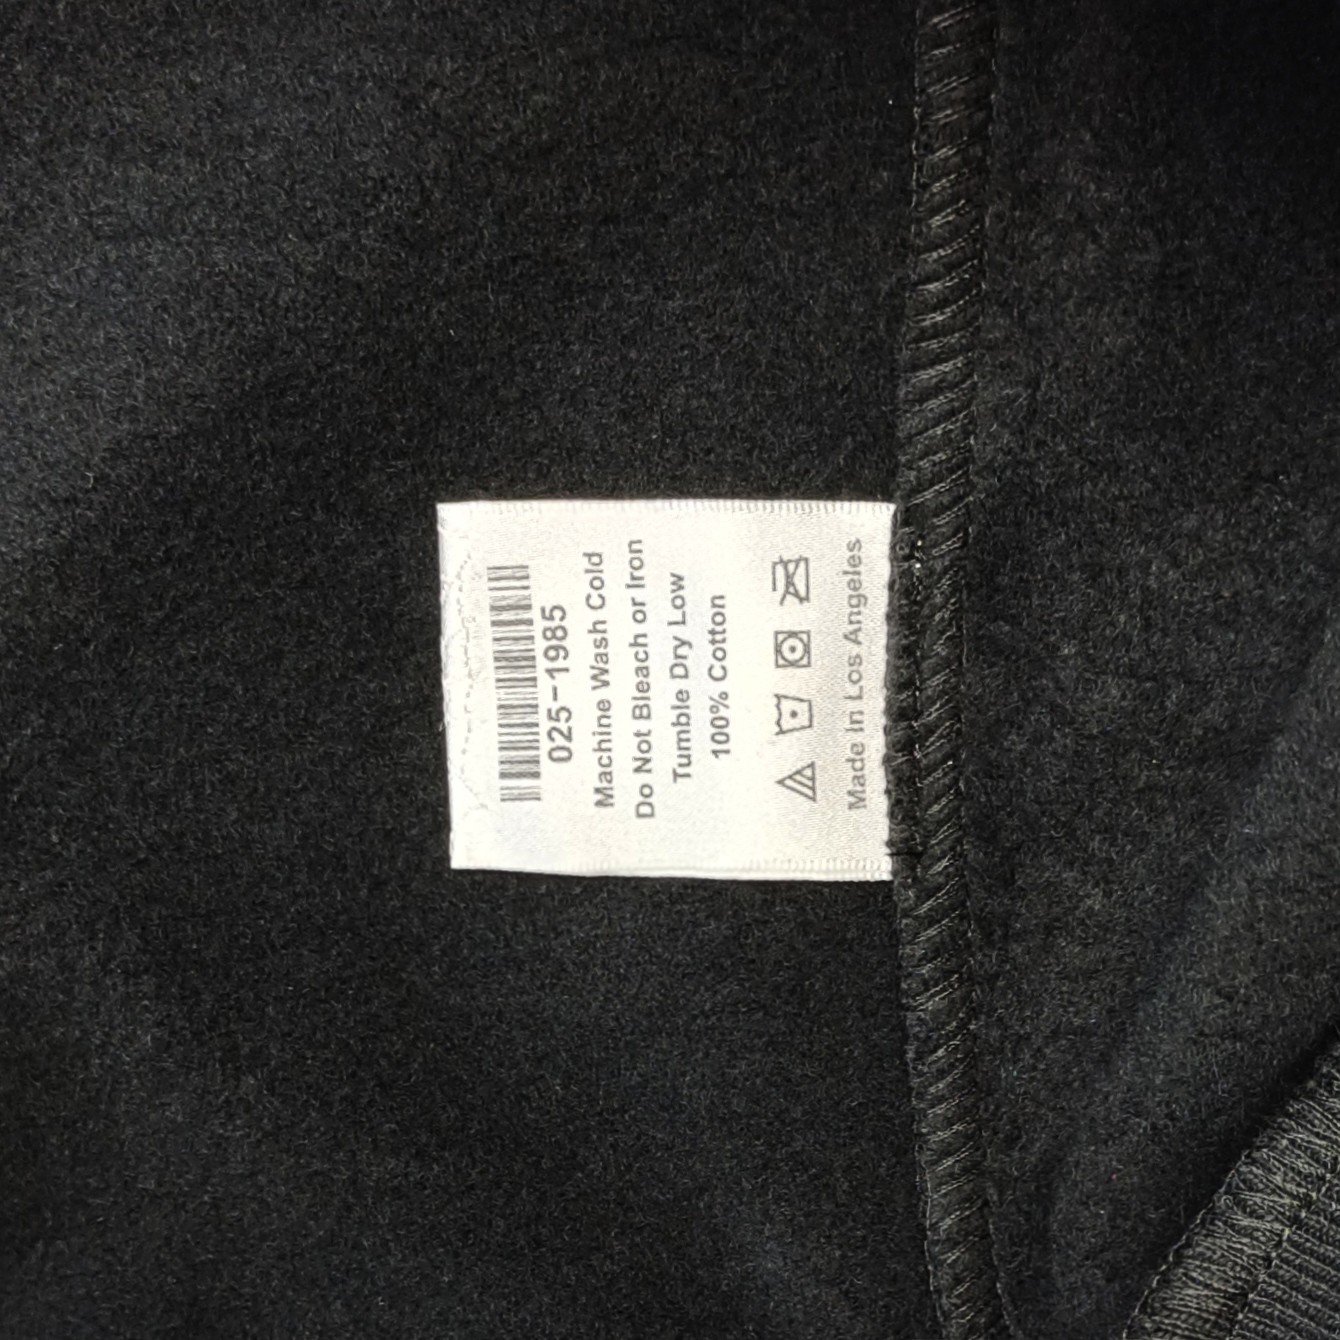 025-1985
Machine Wash Cold
Do Not Bleach or Iron
Tumble Dry Low
100% Cotton
Made In Los Angeles